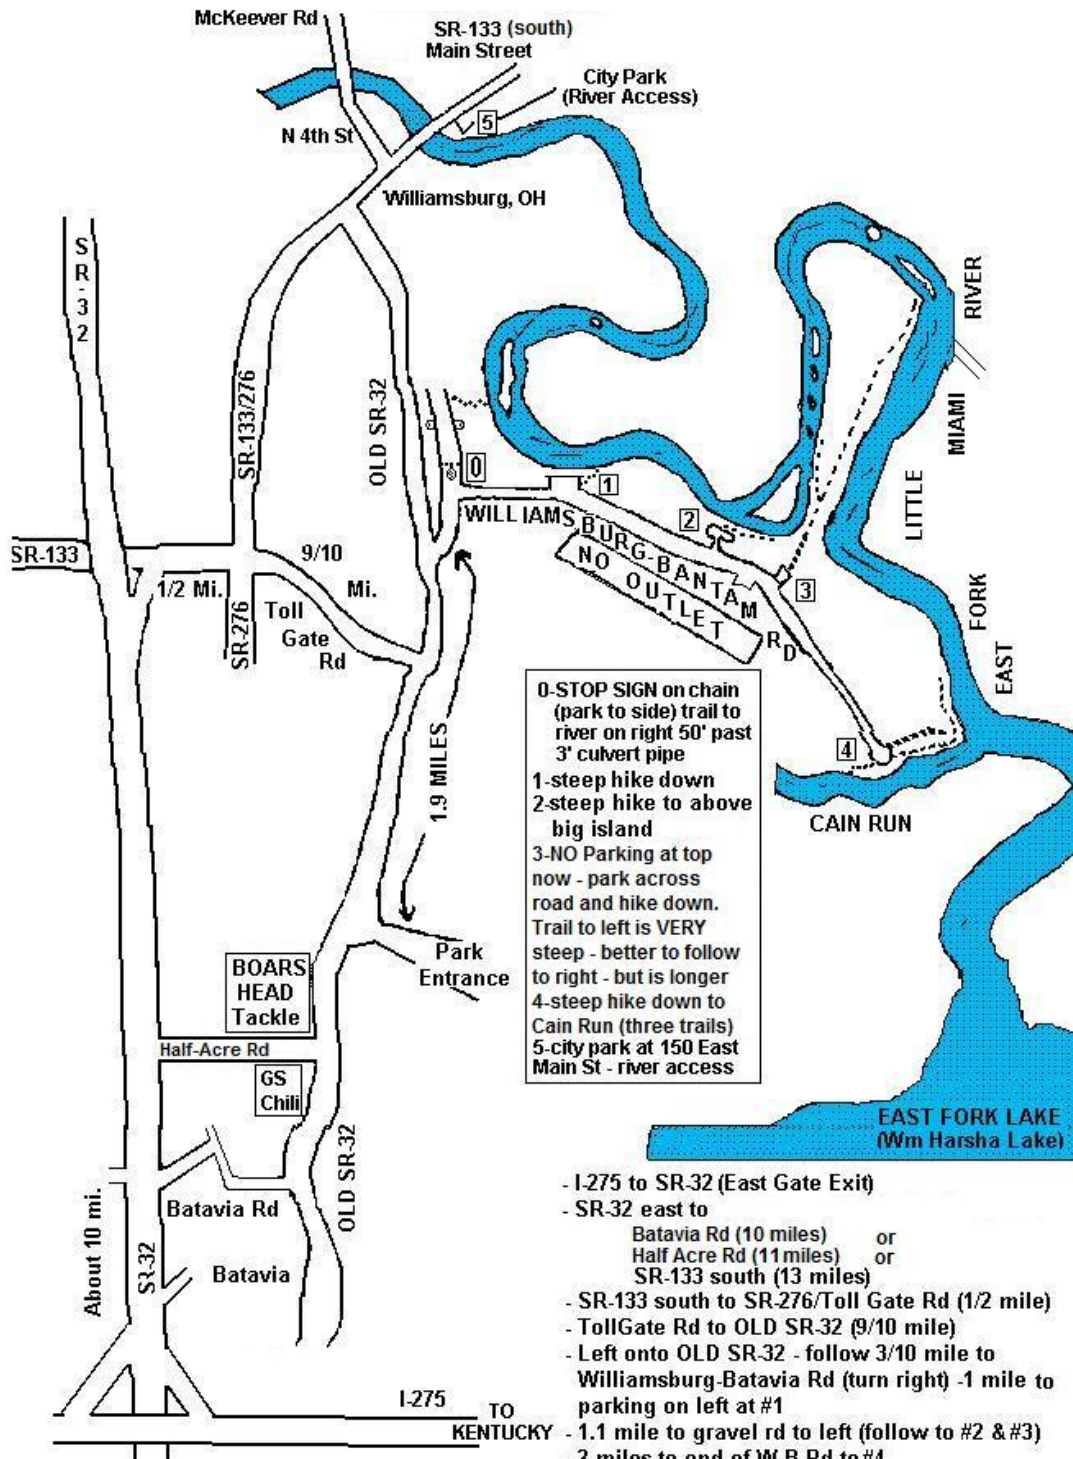 McKeever Rd
SR-133 (south)
Main Street
City Park
(River Access)
5
N 4th St
Williamsburg, OH
SR-32
RIVER
MIAMI
LITTLE
FORK
EAST
SR-133/276
OLD SR-32
0
1
WILLIAMSBURG-BANTAM RD
2
NO OUTLET
3
SR-133
9/10
Mi.
1/2 Mi.
SR-276
Toll
Gate
Rd
1.9 MILES
0-STOP SIGN on chain
(park to side) trail to
river on right 50' past
3' culvert pipe
1-steep hike down
2-steep hike to above
big island
3-NO Parking at top
now - park across
road and hike down.
Trail to left is VERY
steep - better to follow
to right - but is longer
4-steep hike down to
Cain Run (three trails)
5-city park at 150 East
Main St - river access
4
CAIN RUN
Park
Entrance
BOARS
HEAD
Tackle
Half-Acre Rd
GS
Chili
OLD SR-32
EAST FORK LAKE
(Wm Harsha Lake)
Batavia Rd
Batavia
About 10 mi.
SR-32
I-275
TO
KENTUCKY
- I-275 to SR-32 (East Gate Exit)
- SR-32 east to
Batavia Rd (10 miles) or
Half Acre Rd (11 miles) or
SR-133 south (13 miles)
- SR-133 south to SR-276/Toll Gate Rd (1/2 mile)
- TollGate Rd to OLD SR-32 (9/10 mile)
- Left onto OLD SR-32 - follow 3/10 mile to
Williamsburg-Batavia Rd (turn right) -1 mile to
parking on left at #1
- 1.1 mile to gravel rd to left (follow to #2 & #3)
2 miles to end of W-B Rd to #4